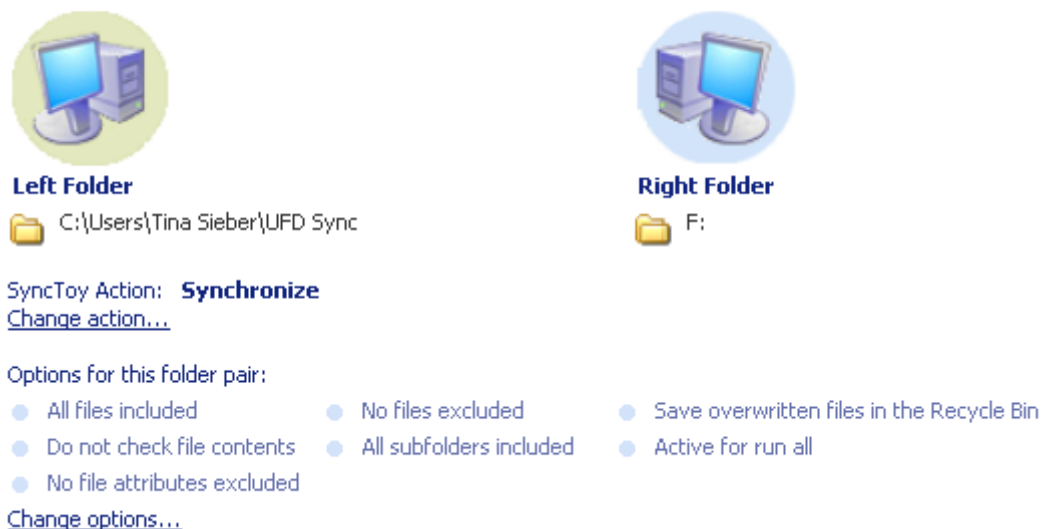 Left Folder Right Folder
C:\Users\Tina Sieber\UFD Sync F:
SyncToy Action: Synchronize
Change action...
Options for this folder pair:
All files included No files excluded Save overwritten files in the Recycle Bin
Do not check file contents All subfolders included Active for run all
No file attributes excluded
Change options...